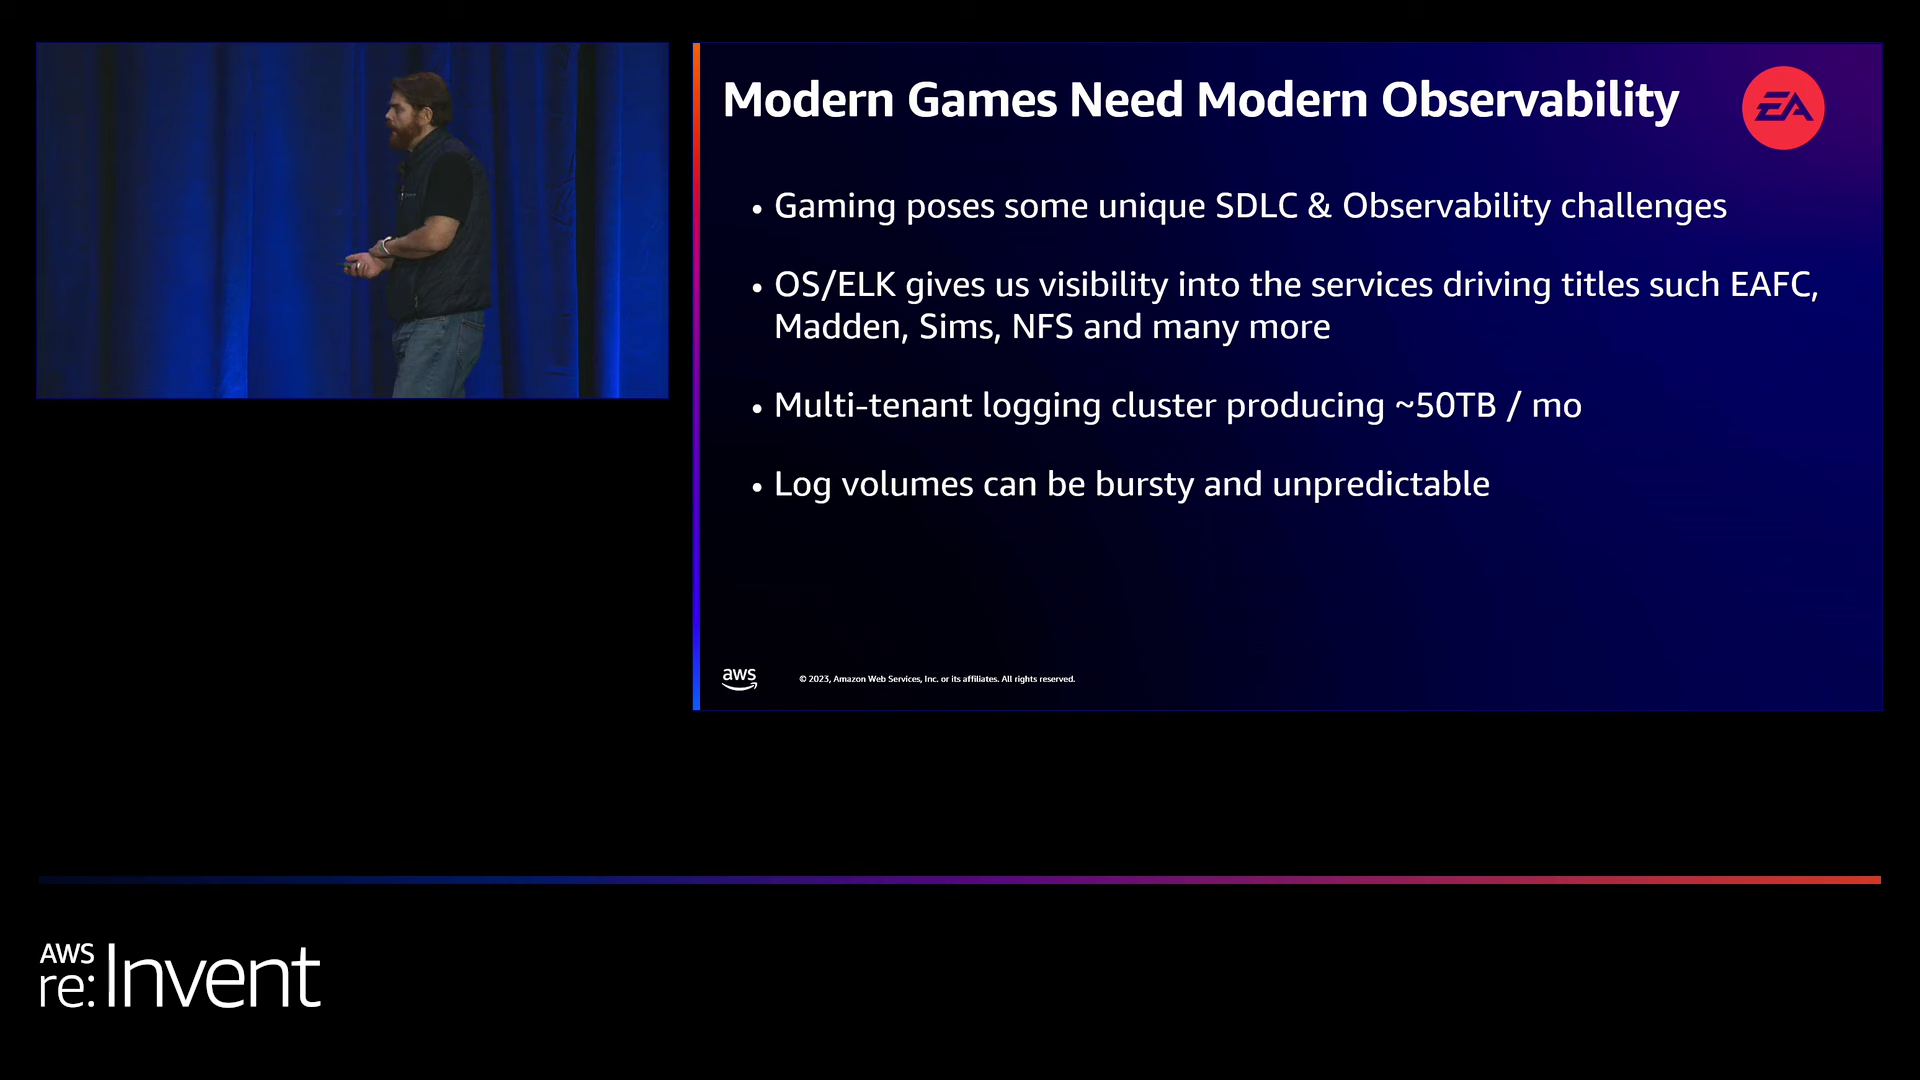 Modern Games Need Modern Observability
EA
• Gaming poses some unique SDLC & Observability challenges
• OS/ELK gives us visibility into the services driving titles such EAFC,
Madden, Sims, NFS and many more
• Multi-tenant logging cluster producing ~50TB / mo
• Log volumes can be bursty and unpredictable
aws
© 2023, Amazon Web Services, Inc. or its affiliates. All rights reserved.
AWS
re:Invent